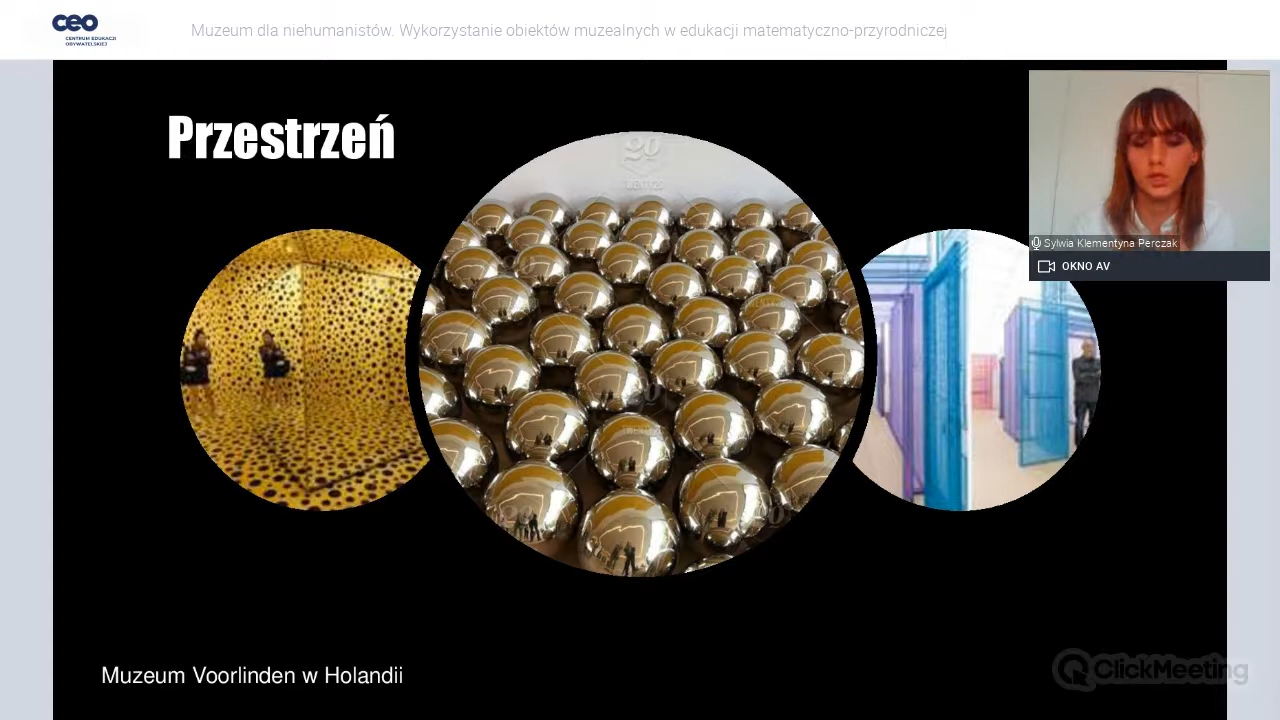 ceo
CENTRUM EDUKACJI
OBYWATELSKIEJ
Muzeum dla niehumanistów. Wykorzystanie obiektów muzealnych w edukacji matematyczno-przyrodniczej
Przestrzeń
Sylwia Klementyna Perczak
OKNO AV
Muzeum Voorlinden w Holandii
ClickMeeting